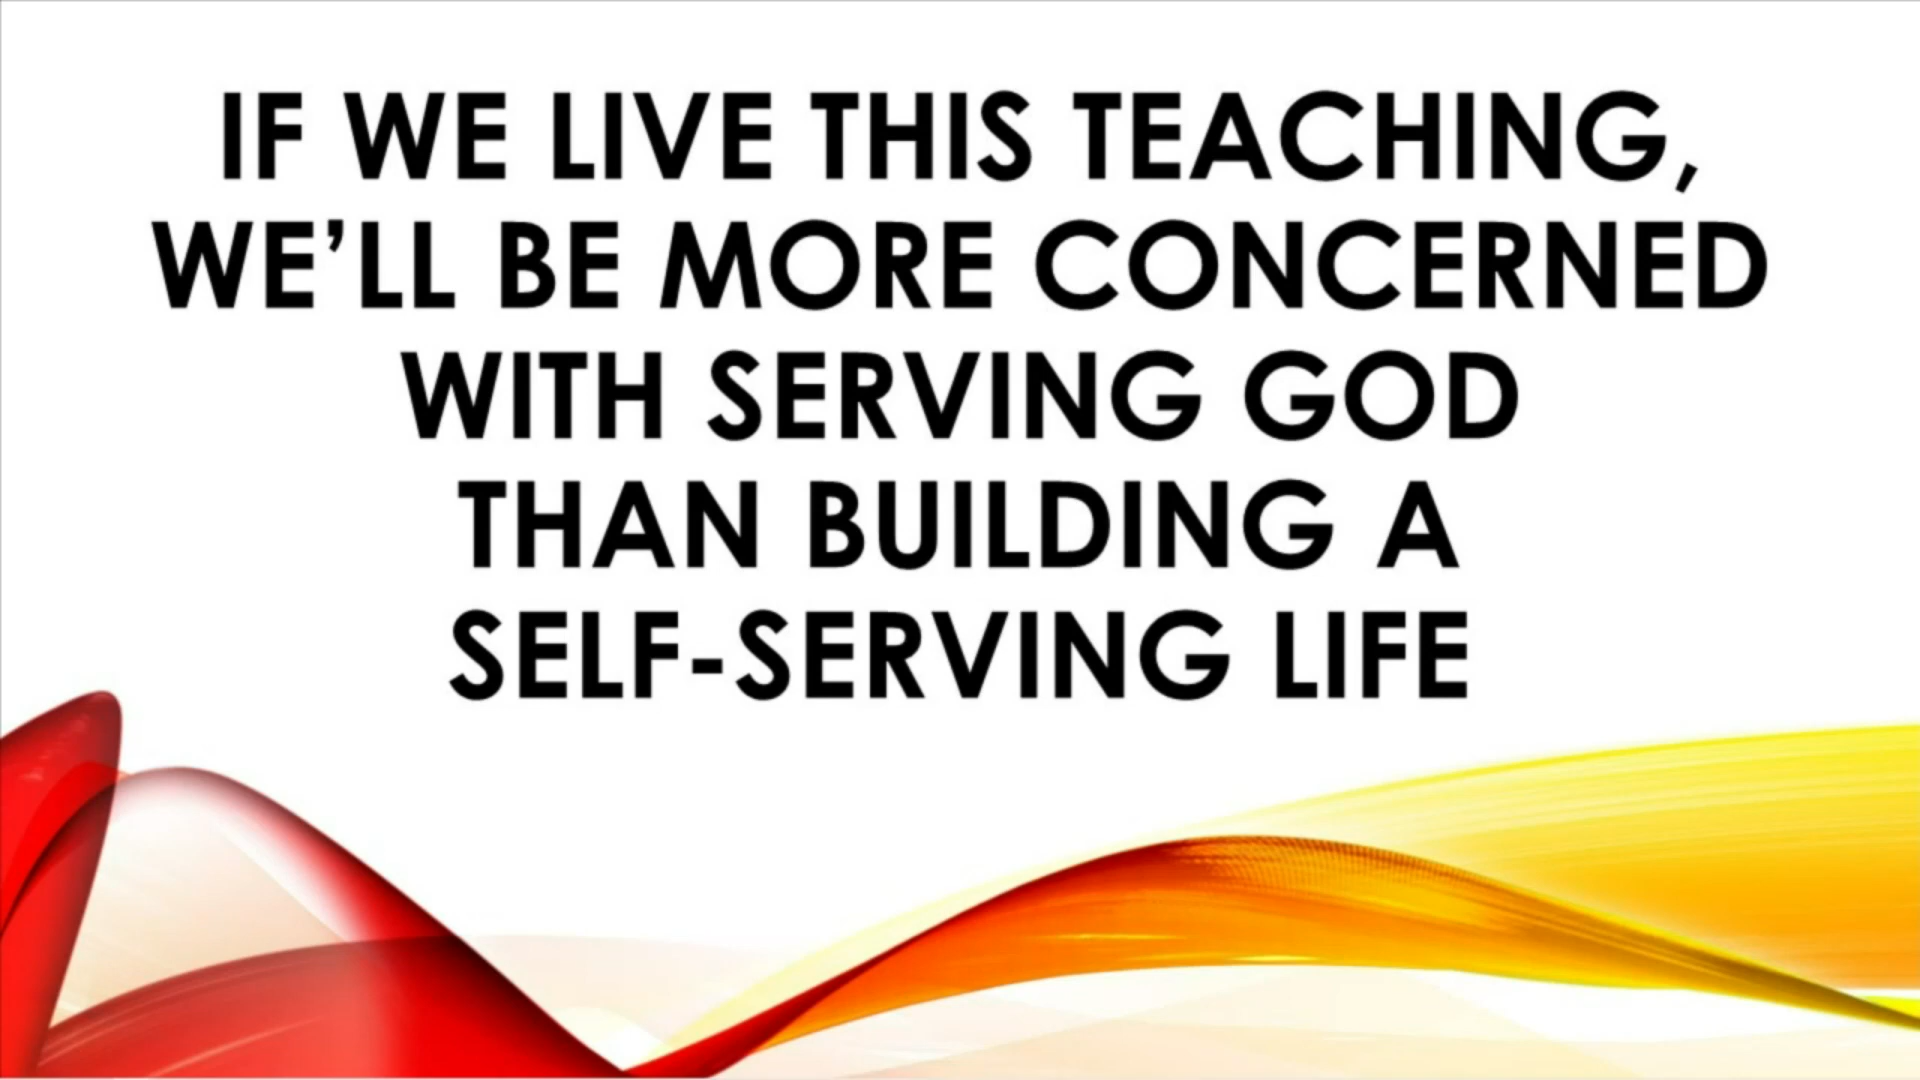 IF WE LIVE THIS TEACHING,
WE’LL BE MORE CONCERNED
WITH SERVING GOD
THAN BUILDING A
SELF-SERVING LIFE